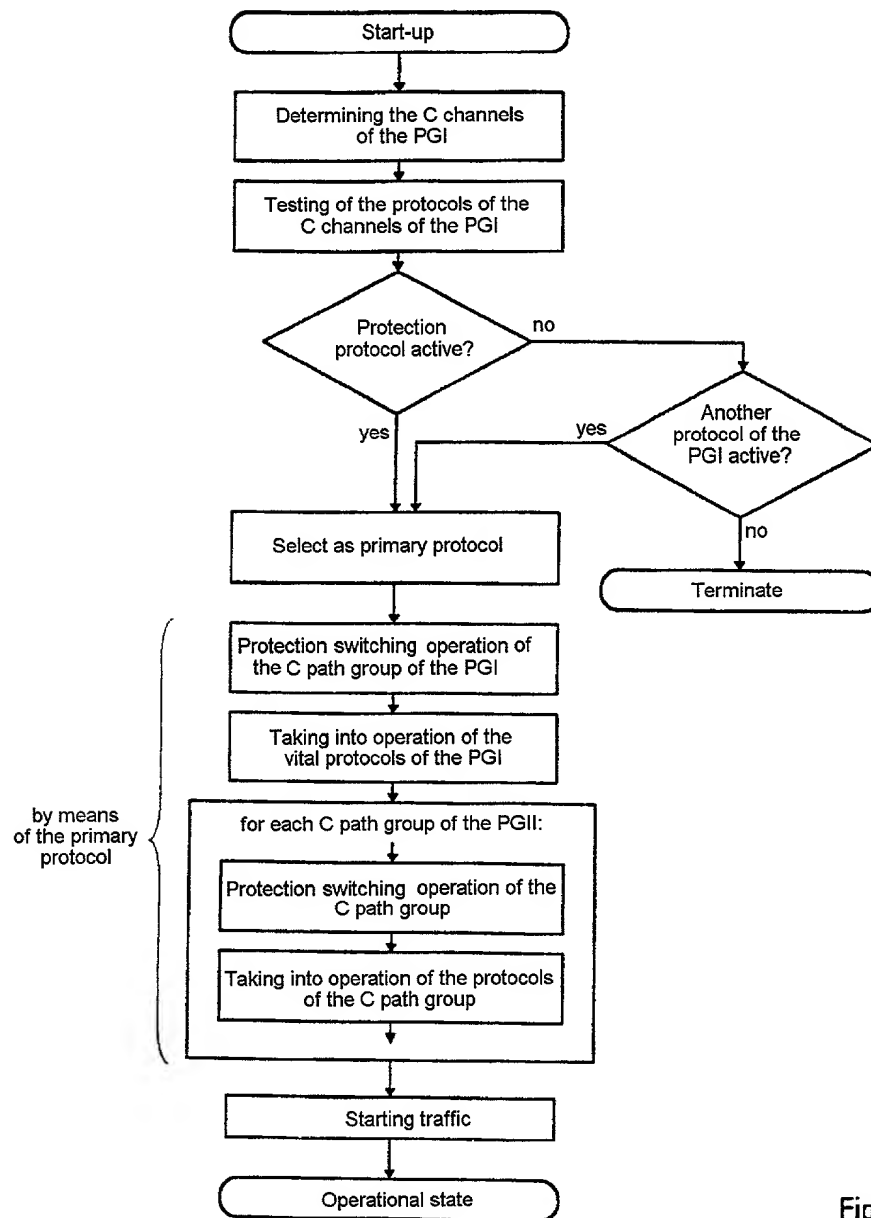 Start-up
Determining the C channels
of the PGI
Testing of the protocols of the
C channels of the PGI
Protection
protocol active?
no
Another
protocol of the
PGI active?
yes
yes
no
Select as primary protocol
Terminate
Protection switching operation of
the C path group of the PGI
Taking into operation of the
vital protocols of the PGI
by means
of the primary
protocol
for each C path group of the PGII:
Protection switching operation of the
C path group
Taking into operation of the protocols
of the C path group
Starting traffic
Operational state